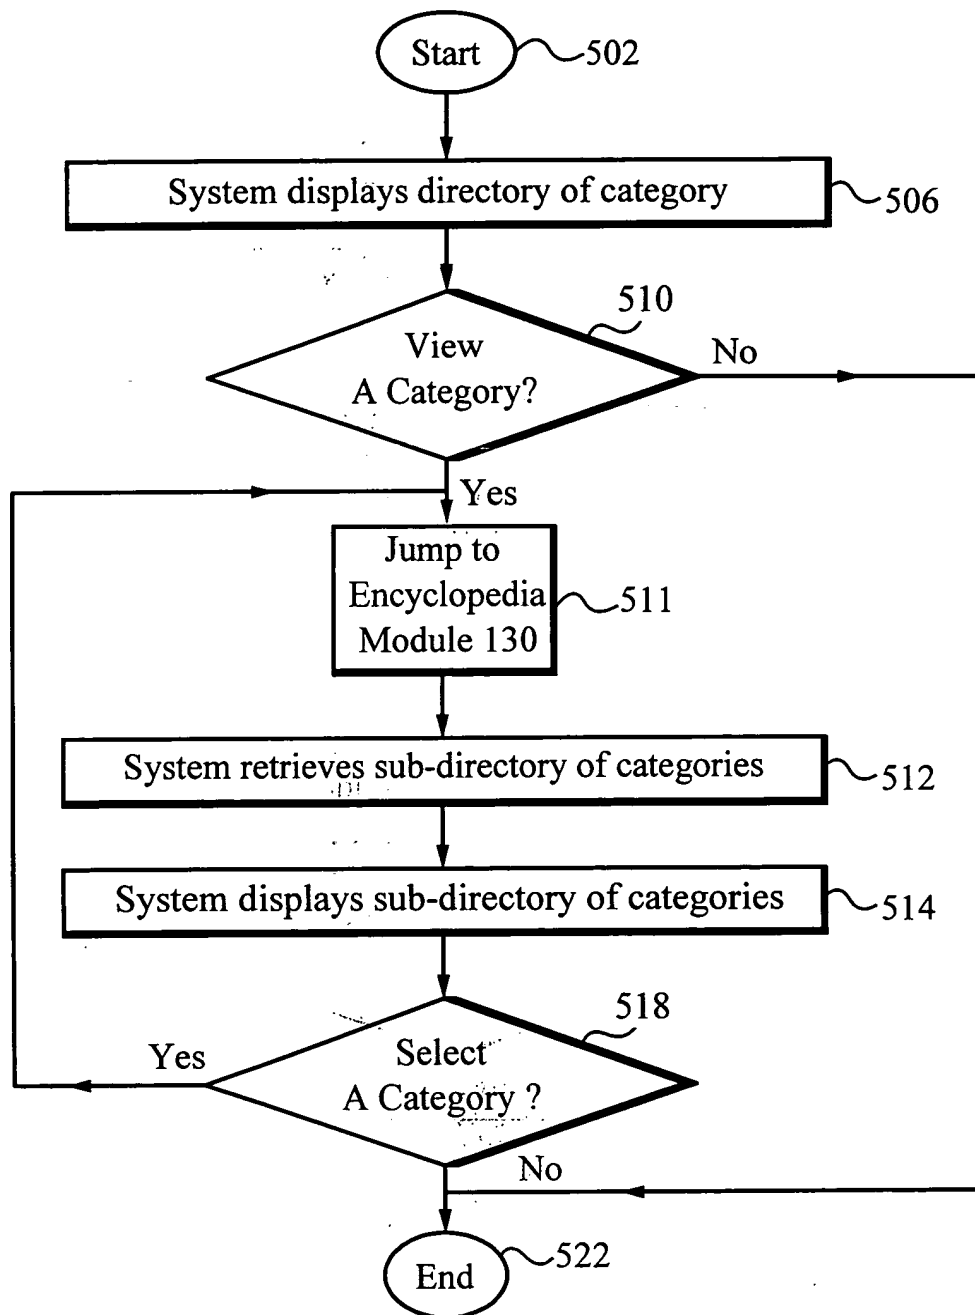 Start
502
System displays directory of category
506
510
View
A Category?
No
Yes
Jump to
Encyclopedia
Module 130
511
System retrieves sub-directory of categories
512
System displays sub-directory of categories
514
518
Select
A Category ?
Yes
No
End
522